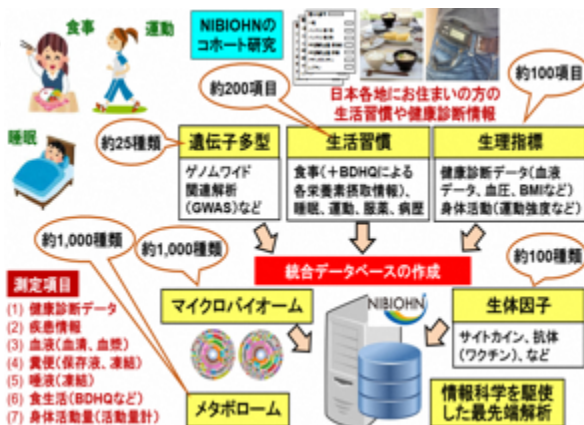 食事
運動
NIBIOHNの
コホート研究
日本各地にお住まいの方の
生活習慣や健康診断情報
睡眠
約25種類
約200項目
約100項目
遺伝子多型
ゲノムワイド
関連解析
(GWAS)など
生活習慣
食事(+BDHQによる
各栄養素摂取情報)、
睡眠、運動、服薬、病歴
生理指標
健康診断データ(血液
データ、血圧、BMIなど)
身体活動(運動強度など)
約1,000種類
約1,000種類
約100種類
統合データベースの作成
測定項目
(1) 健康診断データ
(2) 疾患情報
(3) 血液(血清、血漿)
(4) 糞便(保存液、凍結)
(5) 唾液(凍結)
(6) 食生活(BDHQなど)
(7) 身体活動量(活動量計)
マイクロバイオーム
メタボローム
NIBIOHN
生体因子
サイトカイン、抗体
(ワクチン)、など
情報科学を駆使
した最先端解析